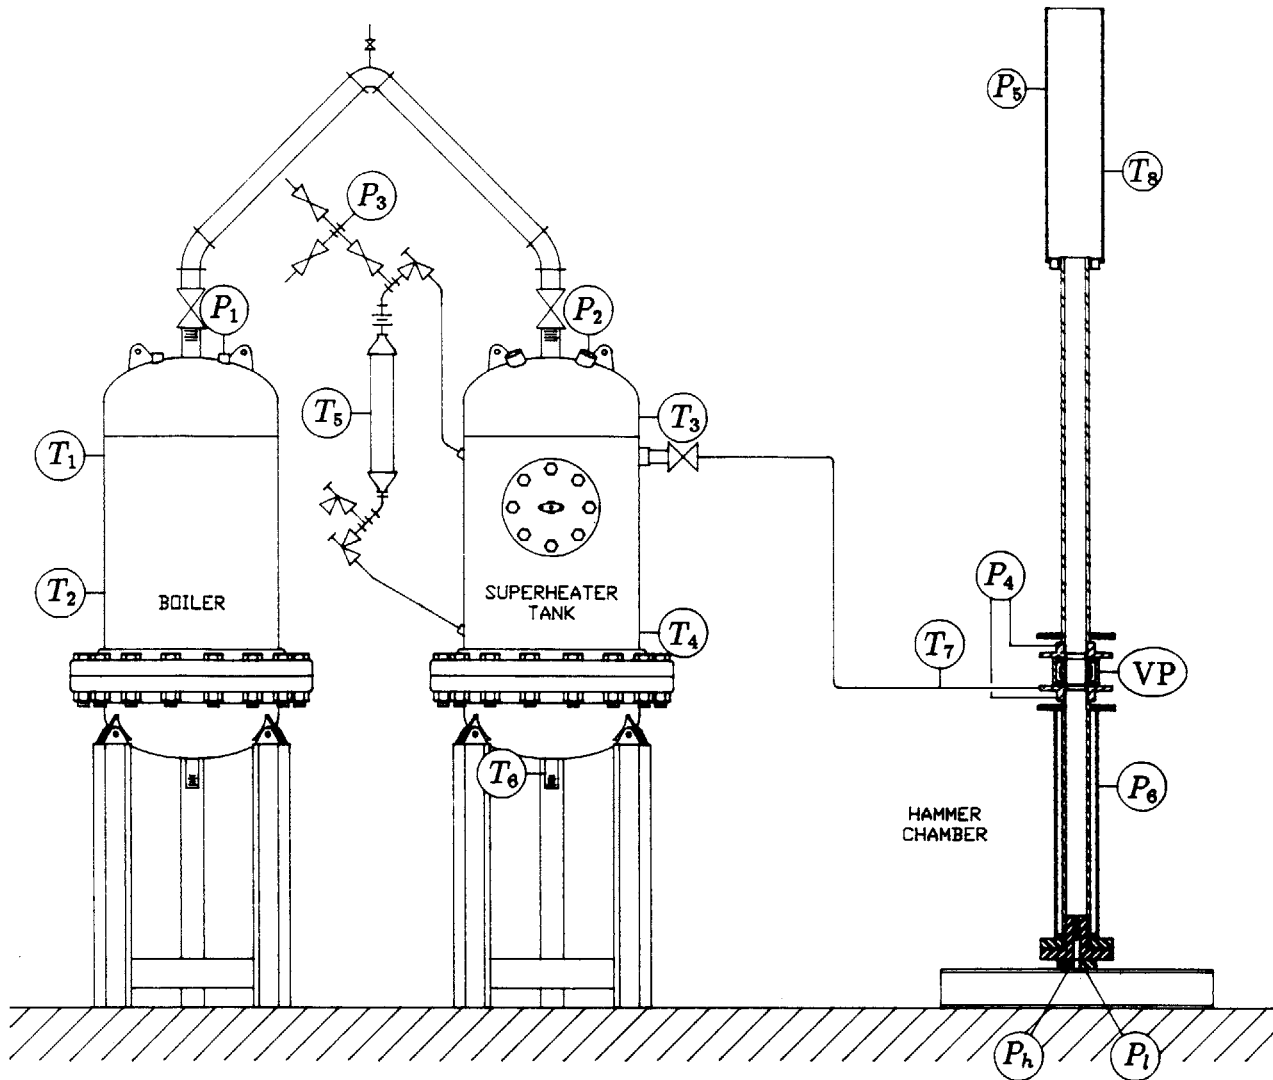 P₅
T₈
P₃
P₁
P₂
T₅
T₃
T₁
T₂
BOILER
SUPERHEATER
TANK
T₄
P₄
T₇
VP
T₆
P₆
HAMMER
CHAMBER
Pₕ
Pₗ